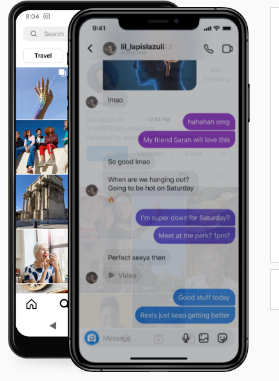 8:04
Search
Travel
9:41
lil_lapislazuli
lmao
hahahah omg
My friend Sarah will love this
So good lmao
When are we hanging out?
Going to be hot on Saturday
🔥
I'm super down for Saturday?
Meet at the park? 1pm?
Perfect seeya then
Video
Good stuff today
Reels just keep getting better
Message...